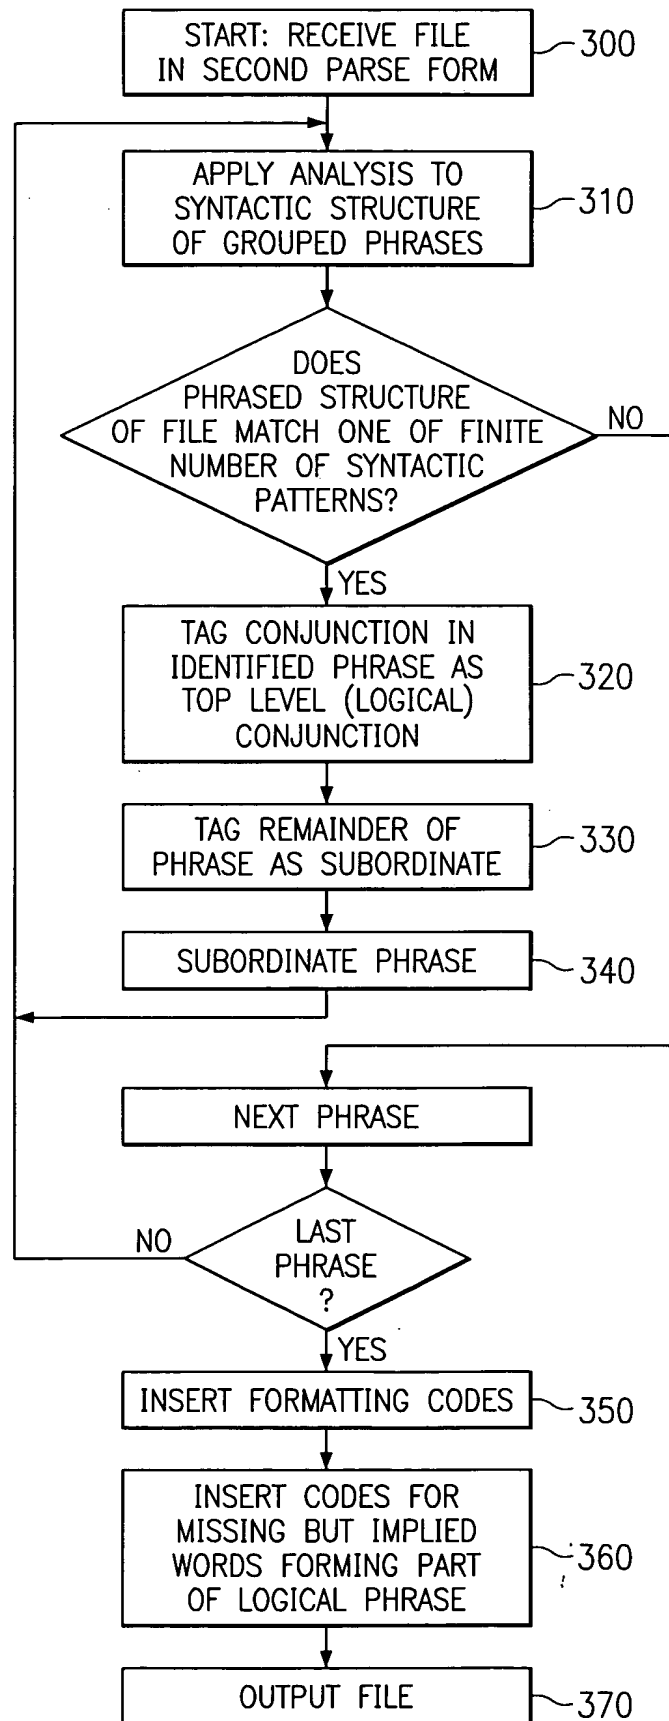 START: RECEIVE FILE
IN SECOND PARSE FORM
300
APPLY ANALYSIS TO
SYNTACTIC STRUCTURE
OF GROUPED PHRASES
310
DOES
PHRASED STRUCTURE
OF FILE MATCH ONE OF FINITE
NUMBER OF SYNTACTIC
PATTERNS?
NO
YES
TAG CONJUNCTION IN
IDENTIFIED PHRASE AS
TOP LEVEL (LOGICAL)
CONJUNCTION
320
TAG REMAINDER OF
PHRASE AS SUBORDINATE
330
SUBORDINATE PHRASE
340
NEXT PHRASE
NO
LAST
PHRASE
?
YES
INSERT FORMATTING CODES
350
INSERT CODES FOR
MISSING BUT IMPLIED
WORDS FORMING PART
OF LOGICAL PHRASE
360
OUTPUT FILE
370